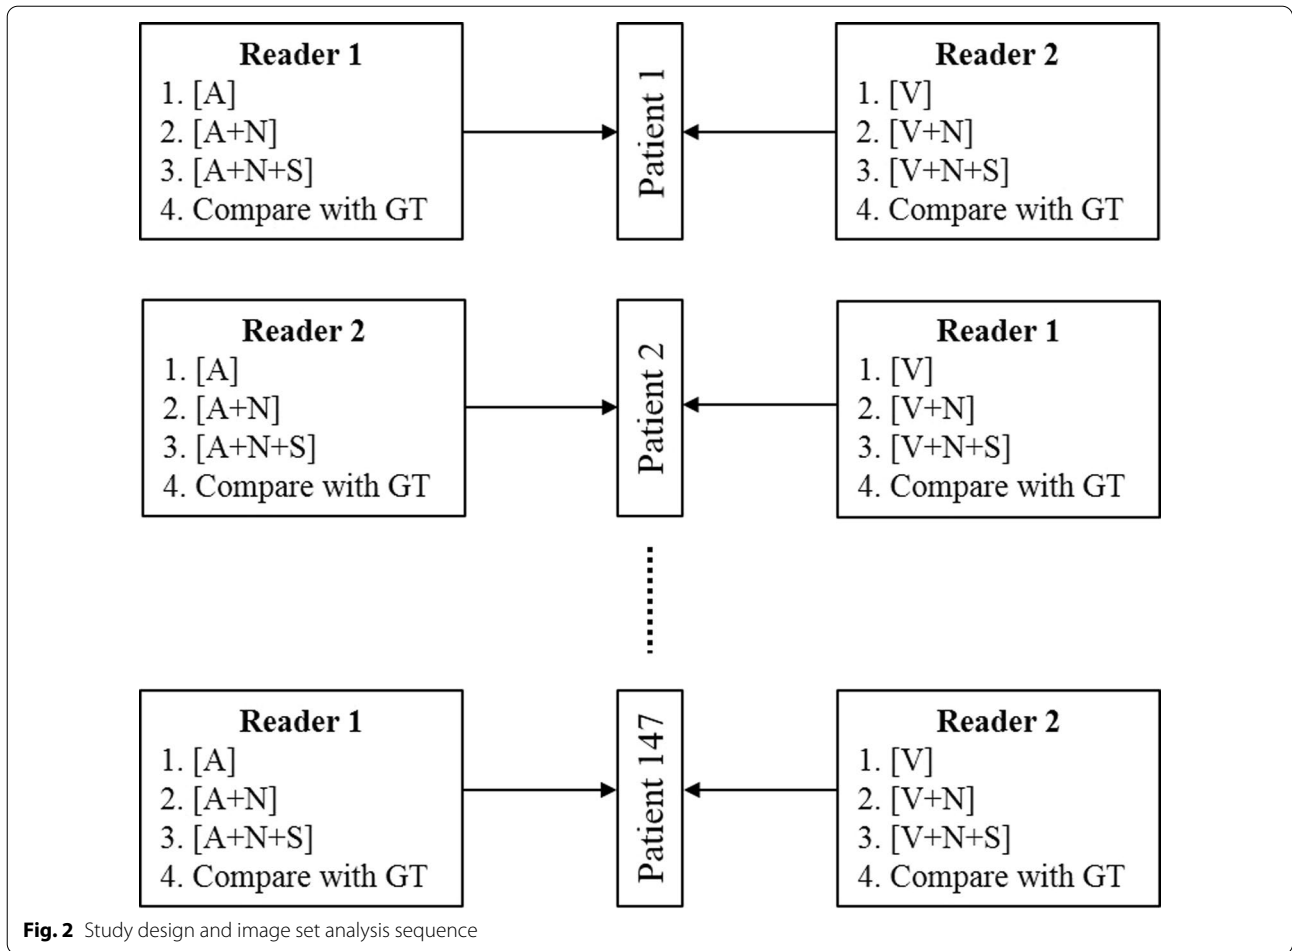 Reader 1
1. [A]
2. [A+N]
3. [A+N+S]
4. Compare with GT
Patient 1
Reader 2
1. [V]
2. [V+N]
3. [V+N+S]
4. Compare with GT
Reader 2
1. [A]
2. [A+N]
3. [A+N+S]
4. Compare with GT
Patient 2
Reader 1
1. [V]
2. [V+N]
3. [V+N+S]
4. Compare with GT
Reader 1
1. [A]
2. [A+N]
3. [A+N+S]
4. Compare with GT
Patient 147
Reader 2
1. [V]
2. [V+N]
3. [V+N+S]
4. Compare with GT
Fig. 2 Study design and image set analysis sequence